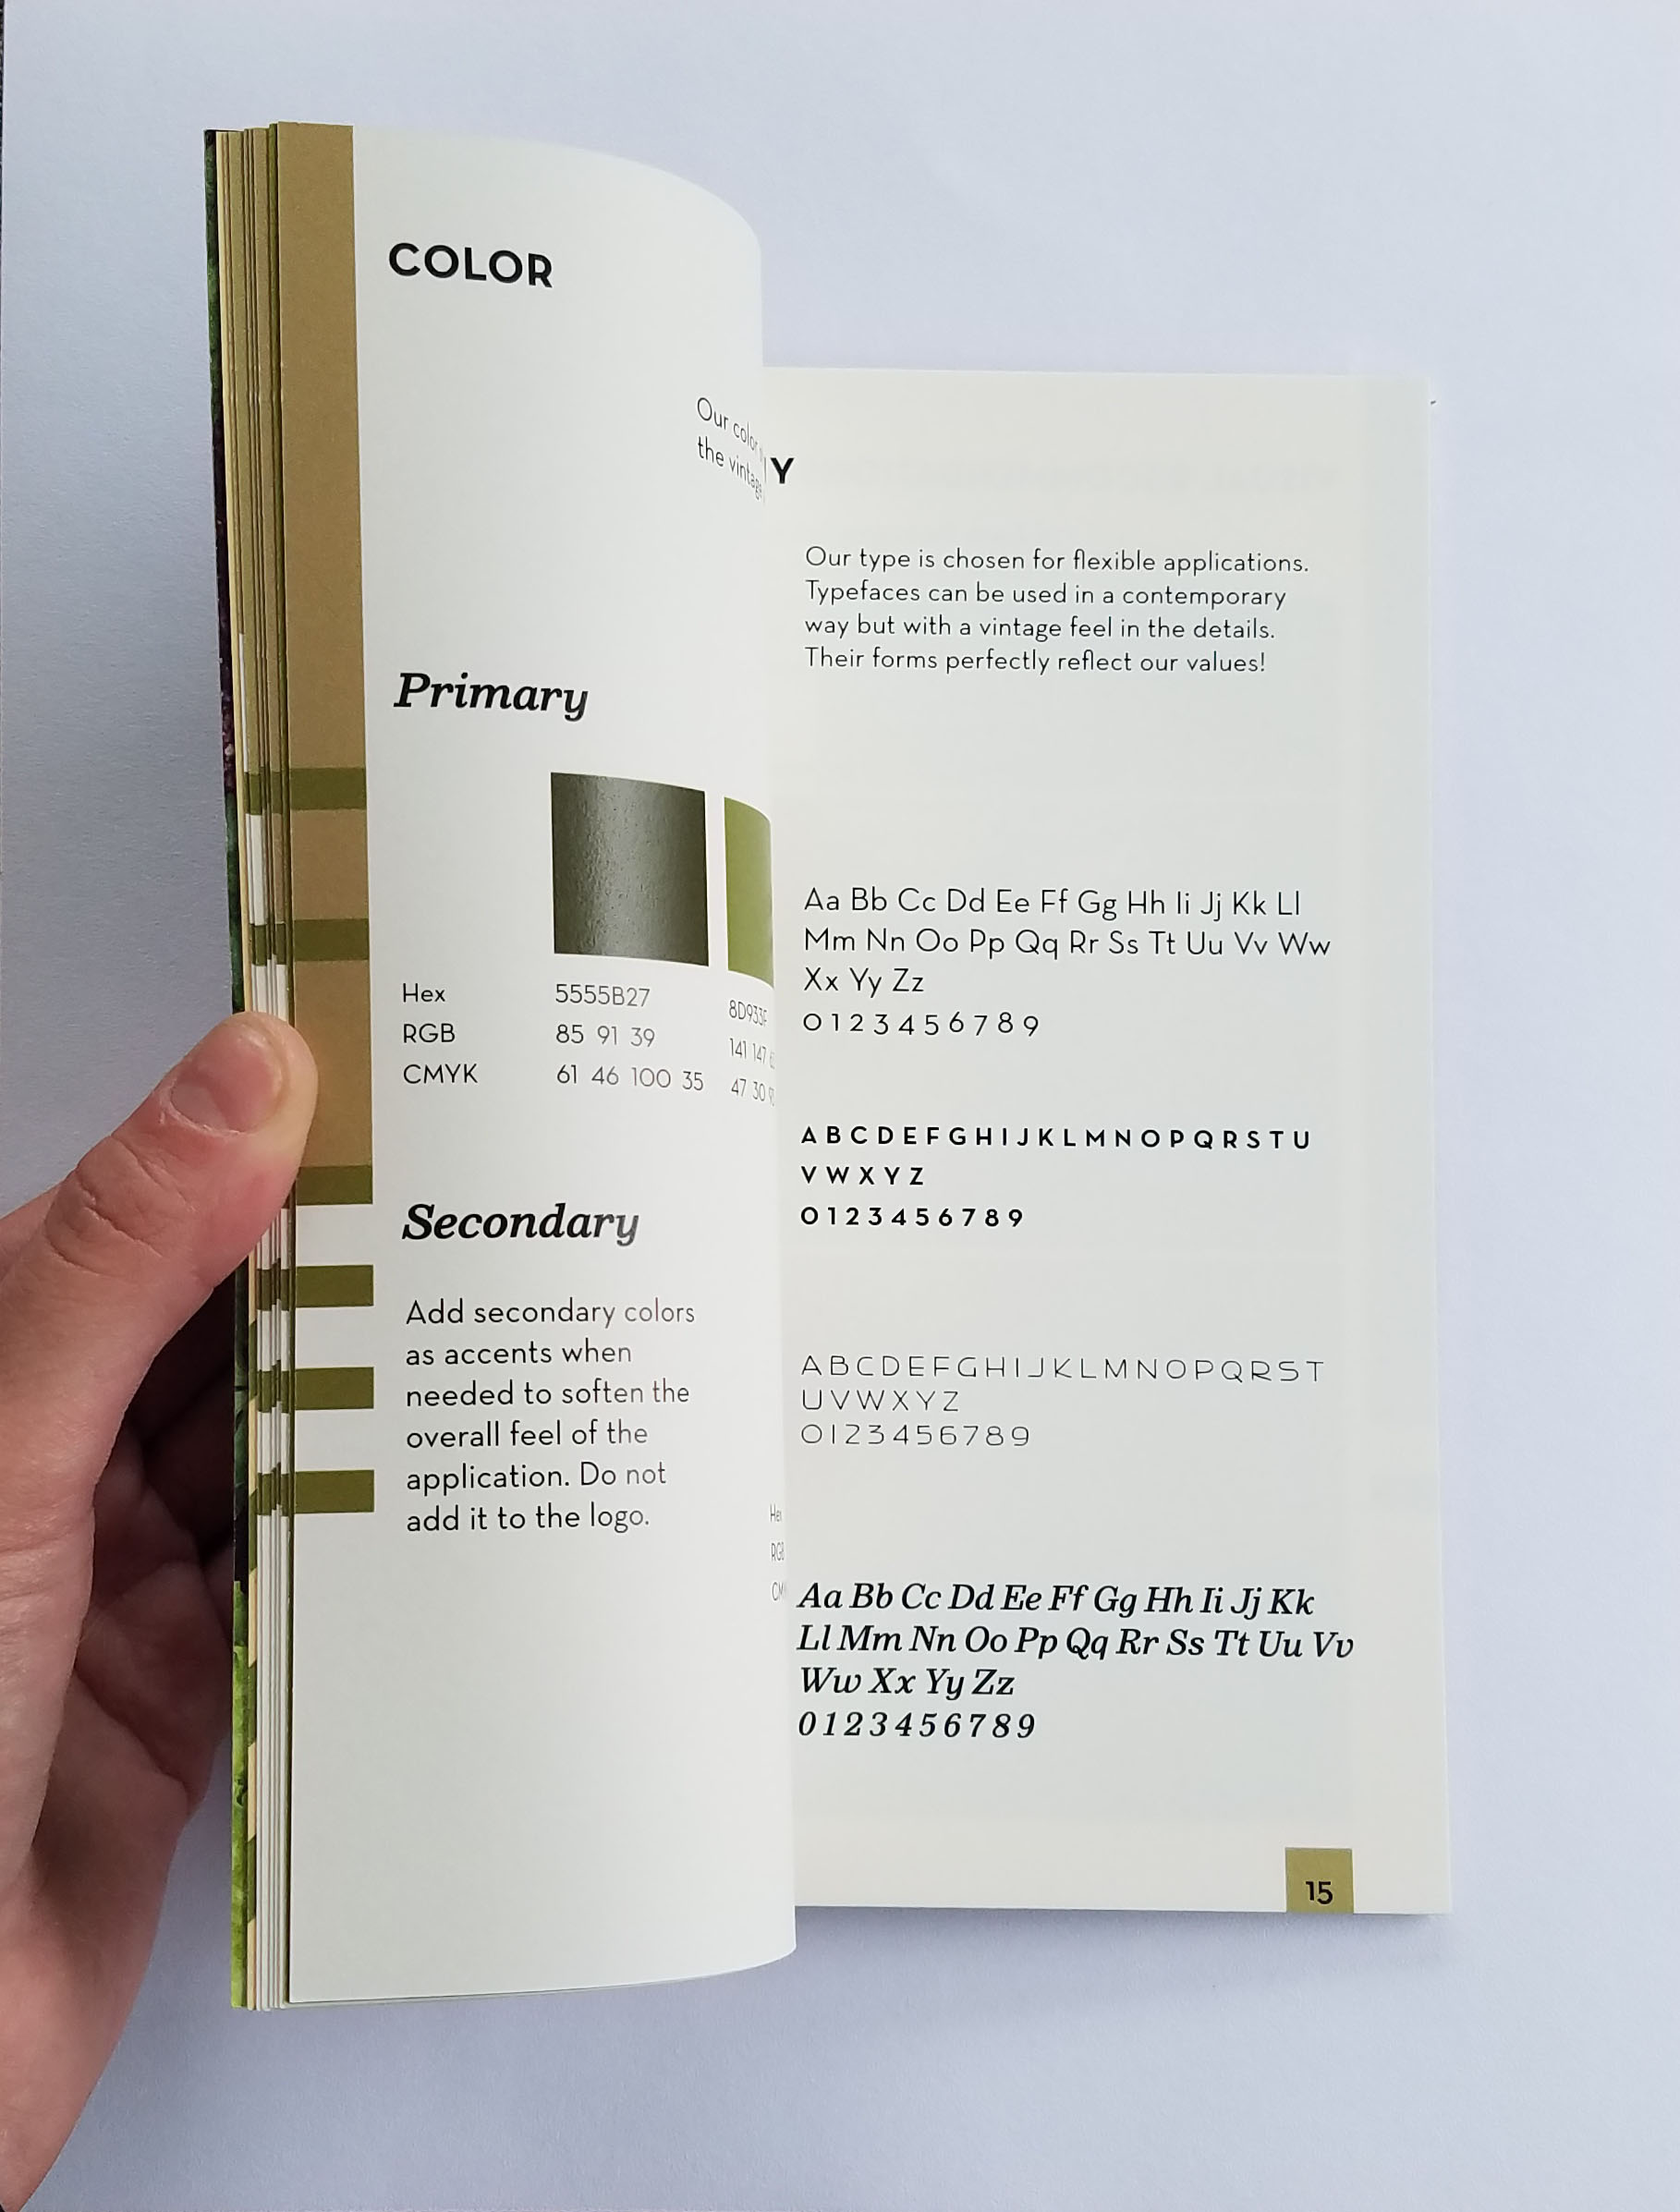 COLOR
Our color
the vintage
Primary
Hex 5555B27 8D933F
RGB 85 91 39 141 147
CMYK 61 46 100 35 47 30
Secondary
Add secondary colors
as accents when
needed to soften the
overall feel of the
application. Do not
add it to the logo.
Hex
RGB
CM
Y
Our type is chosen for flexible applications.
Typefaces can be used in a contemporary
way but with a vintage feel in the details.
Their forms perfectly reflect our values!
Aa Bb Cc Dd Ee Ff Gg Hh Ii Jj Kk Ll
Mm Nn Oo Pp Qq Rr Ss Tt Uu Vv Ww
Xx Yy Zz
0 1 2 3 4 5 6 7 8 9
A B C D E F G H I J K L M N O P Q R S T U
V W X Y Z
0 1 2 3 4 5 6 7 8 9
A B C D E F G H I J K L M N O P Q R S T
U V W X Y Z
0 1 2 3 4 5 6 7 8 9
Aa Bb Cc Dd Ee Ff Gg Hh Ii Jj Kk
Ll Mm Nn Oo Pp Qq Rr Ss Tt Uu Vv
Ww Xx Yy Zz
0 1 2 3 4 5 6 7 8 9
15